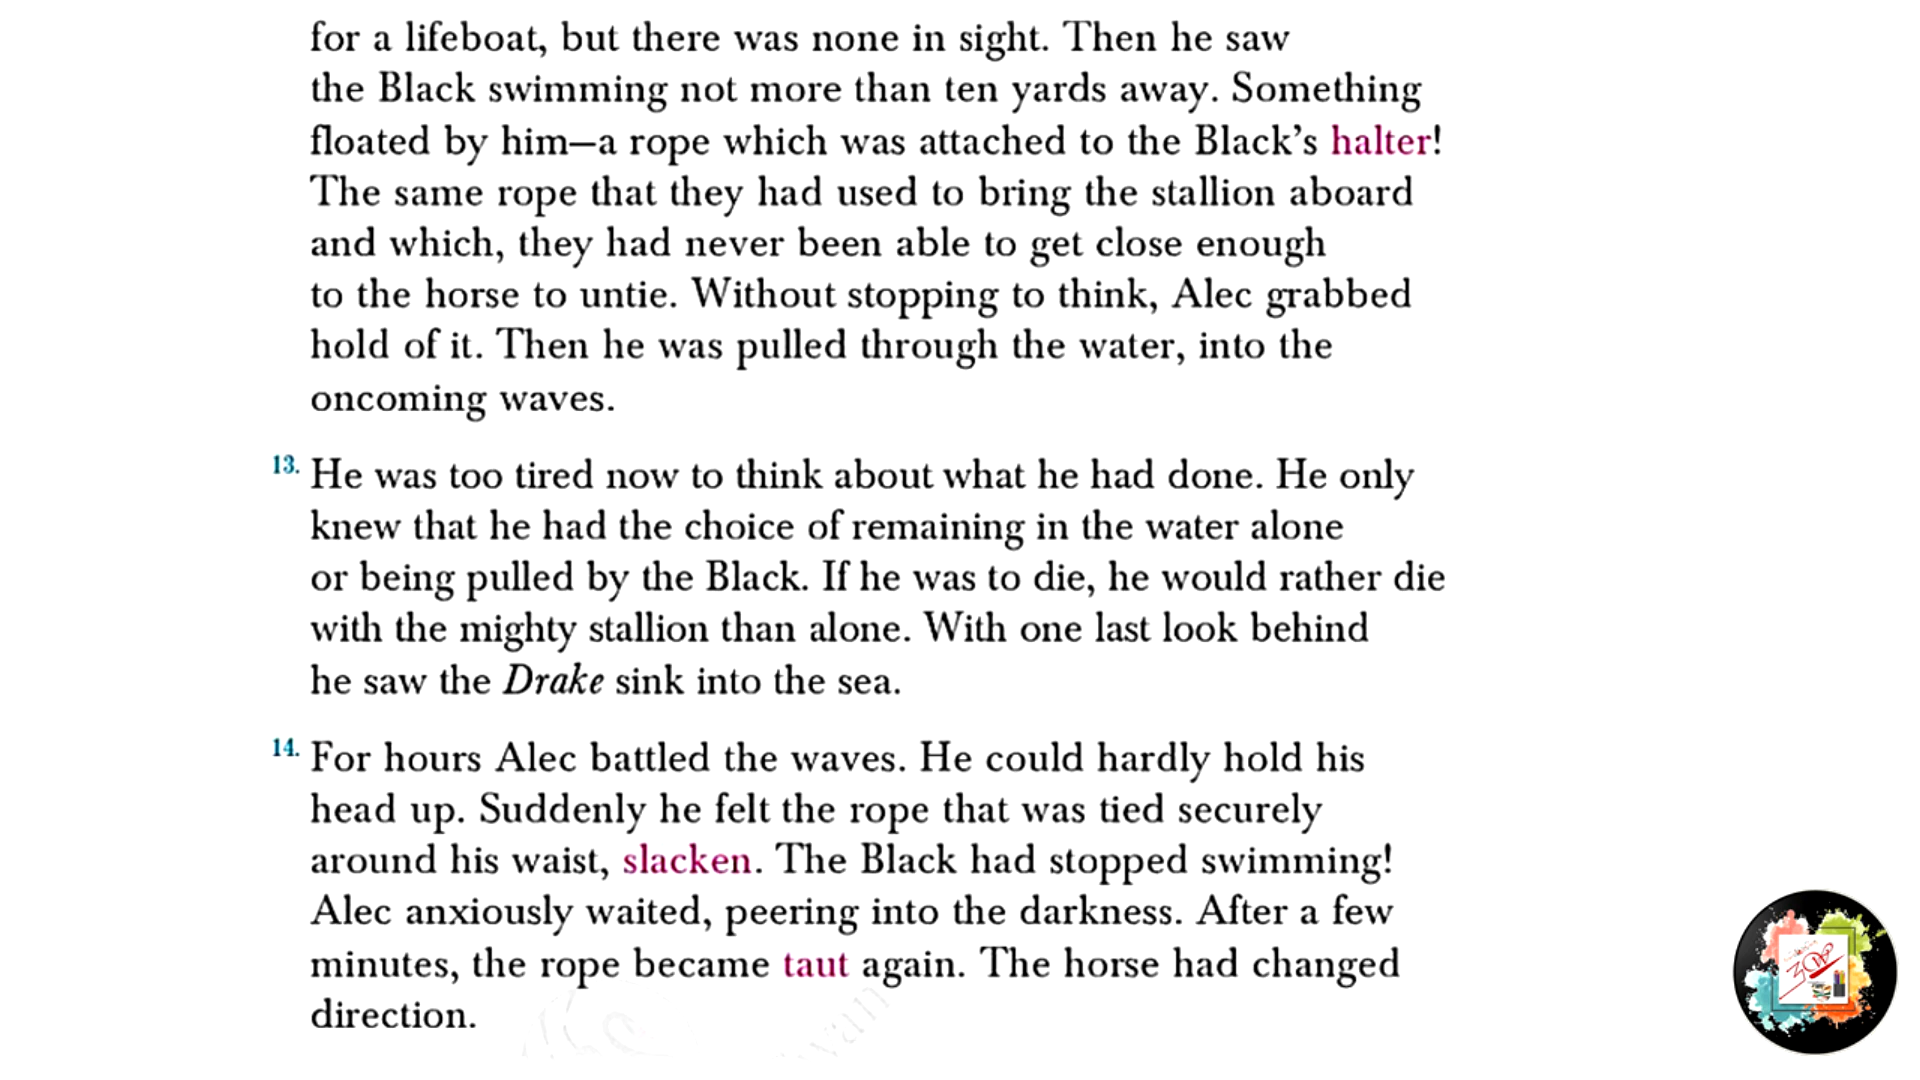 for a lifeboat, but there was none in sight. Then he saw
the Black swimming not more than ten yards away. Something
floated by him—a rope which was attached to the Black's halter!
The same rope that they had used to bring the stallion aboard
and which, they had never been able to get close enough
to the horse to untie. Without stopping to think, Alec grabbed
hold of it. Then he was pulled through the water, into the
oncoming waves.
13. He was too tired now to think about what he had done. He only
knew that he had the choice of remaining in the water alone
or being pulled by the Black. If he was to die, he would rather die
with the mighty stallion than alone. With one last look behind
he saw the Drake sink into the sea.
14. For hours Alec battled the waves. He could hardly hold his
head up. Suddenly he felt the rope that was tied securely
around his waist, slacken. The Black had stopped swimming!
Alec anxiously waited, peering into the darkness. After a few
minutes, the rope became taut again. The horse had changed
direction.